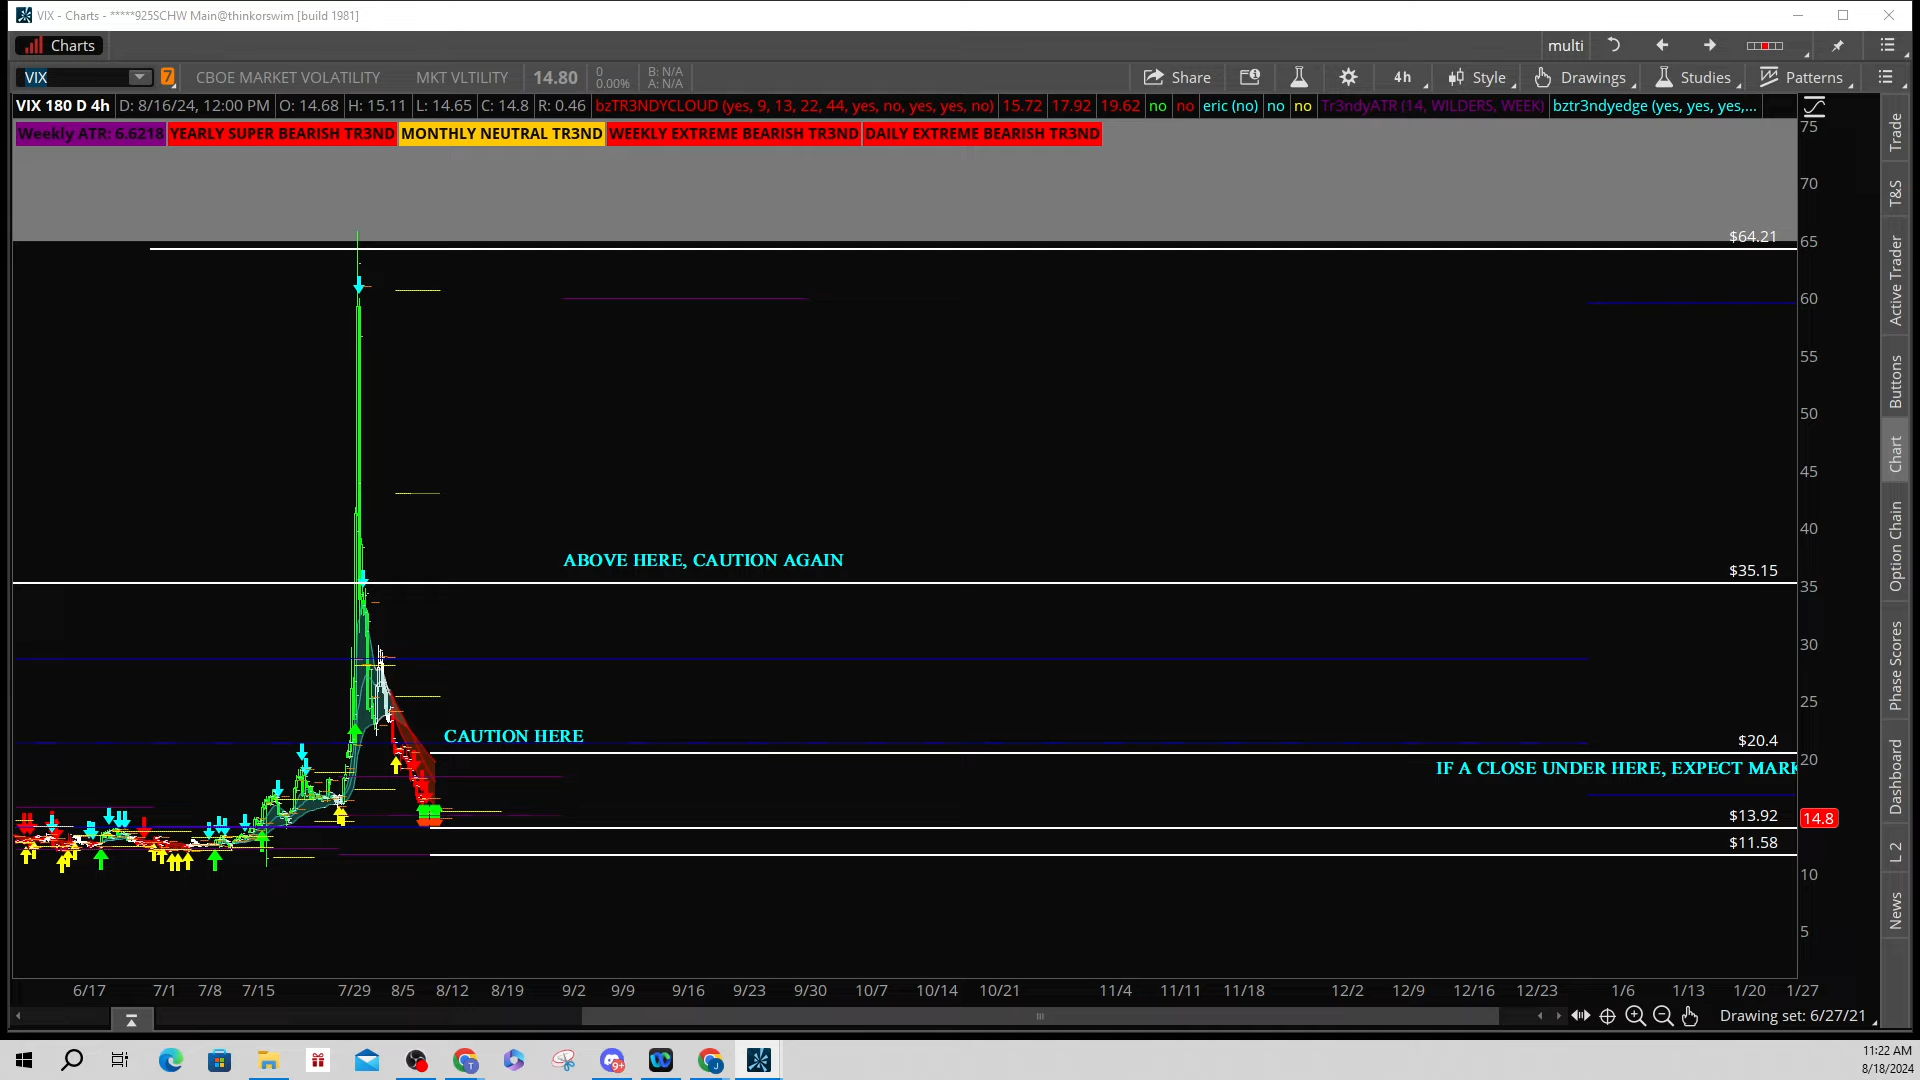 VIX - Charts - *****925SCHW Main@thinkorswim [build 1981]
Charts
multi
VIX
7
CBOE MARKET VOLATILITY
MKT VLTILITY
14.80
0
0.00%
B: N/A
A: N/A
Share
4h
Style
Drawings
Studies
Patterns
VIX 180 D 4h
D: 8/16/24, 12:00 PM
O: 14.68
H: 15.11
L: 14.65
C: 14.8
R: 0.46
bzTR3NDYCLOUD (yes, 9, 13, 22, 44, yes, no, yes, yes, no)
15.72
17.92
19.62
no
no
eric (no)
no
no
Tr3ndyATR (14, WILDERS, WEEK)
bztr3ndyedge (yes, yes, yes,...
Weekly ATR: 6.6218
YEARLY SUPER BEARISH TR3ND
MONTHLY NEUTRAL TR3ND
WEEKLY EXTREME BEARISH TR3ND
DAILY EXTREME BEARISH TR3ND
75
70
65
60
55
50
45
40
35
30
25
20
14.8
10
5
$64.21
ABOVE HERE, CAUTION AGAIN
$35.15
CAUTION HERE
$20.4
IF A CLOSE UNDER HERE, EXPECT MARK
$13.92
$11.58
6/17
7/1
7/8
7/15
7/29
8/5
8/12
8/19
9/2
9/9
9/16
9/23
9/30
10/7
10/14
10/21
11/4
11/11
11/18
12/2
12/9
12/16
12/23
1/6
1/13
1/20
1/27
Trade
T&S
Active Trader
Buttons
Chart
Option Chain
Phase Scores
Dashboard
L 2
News
Drawing set: 6/27/21
T
9+
J
11:22 AM
8/18/2024